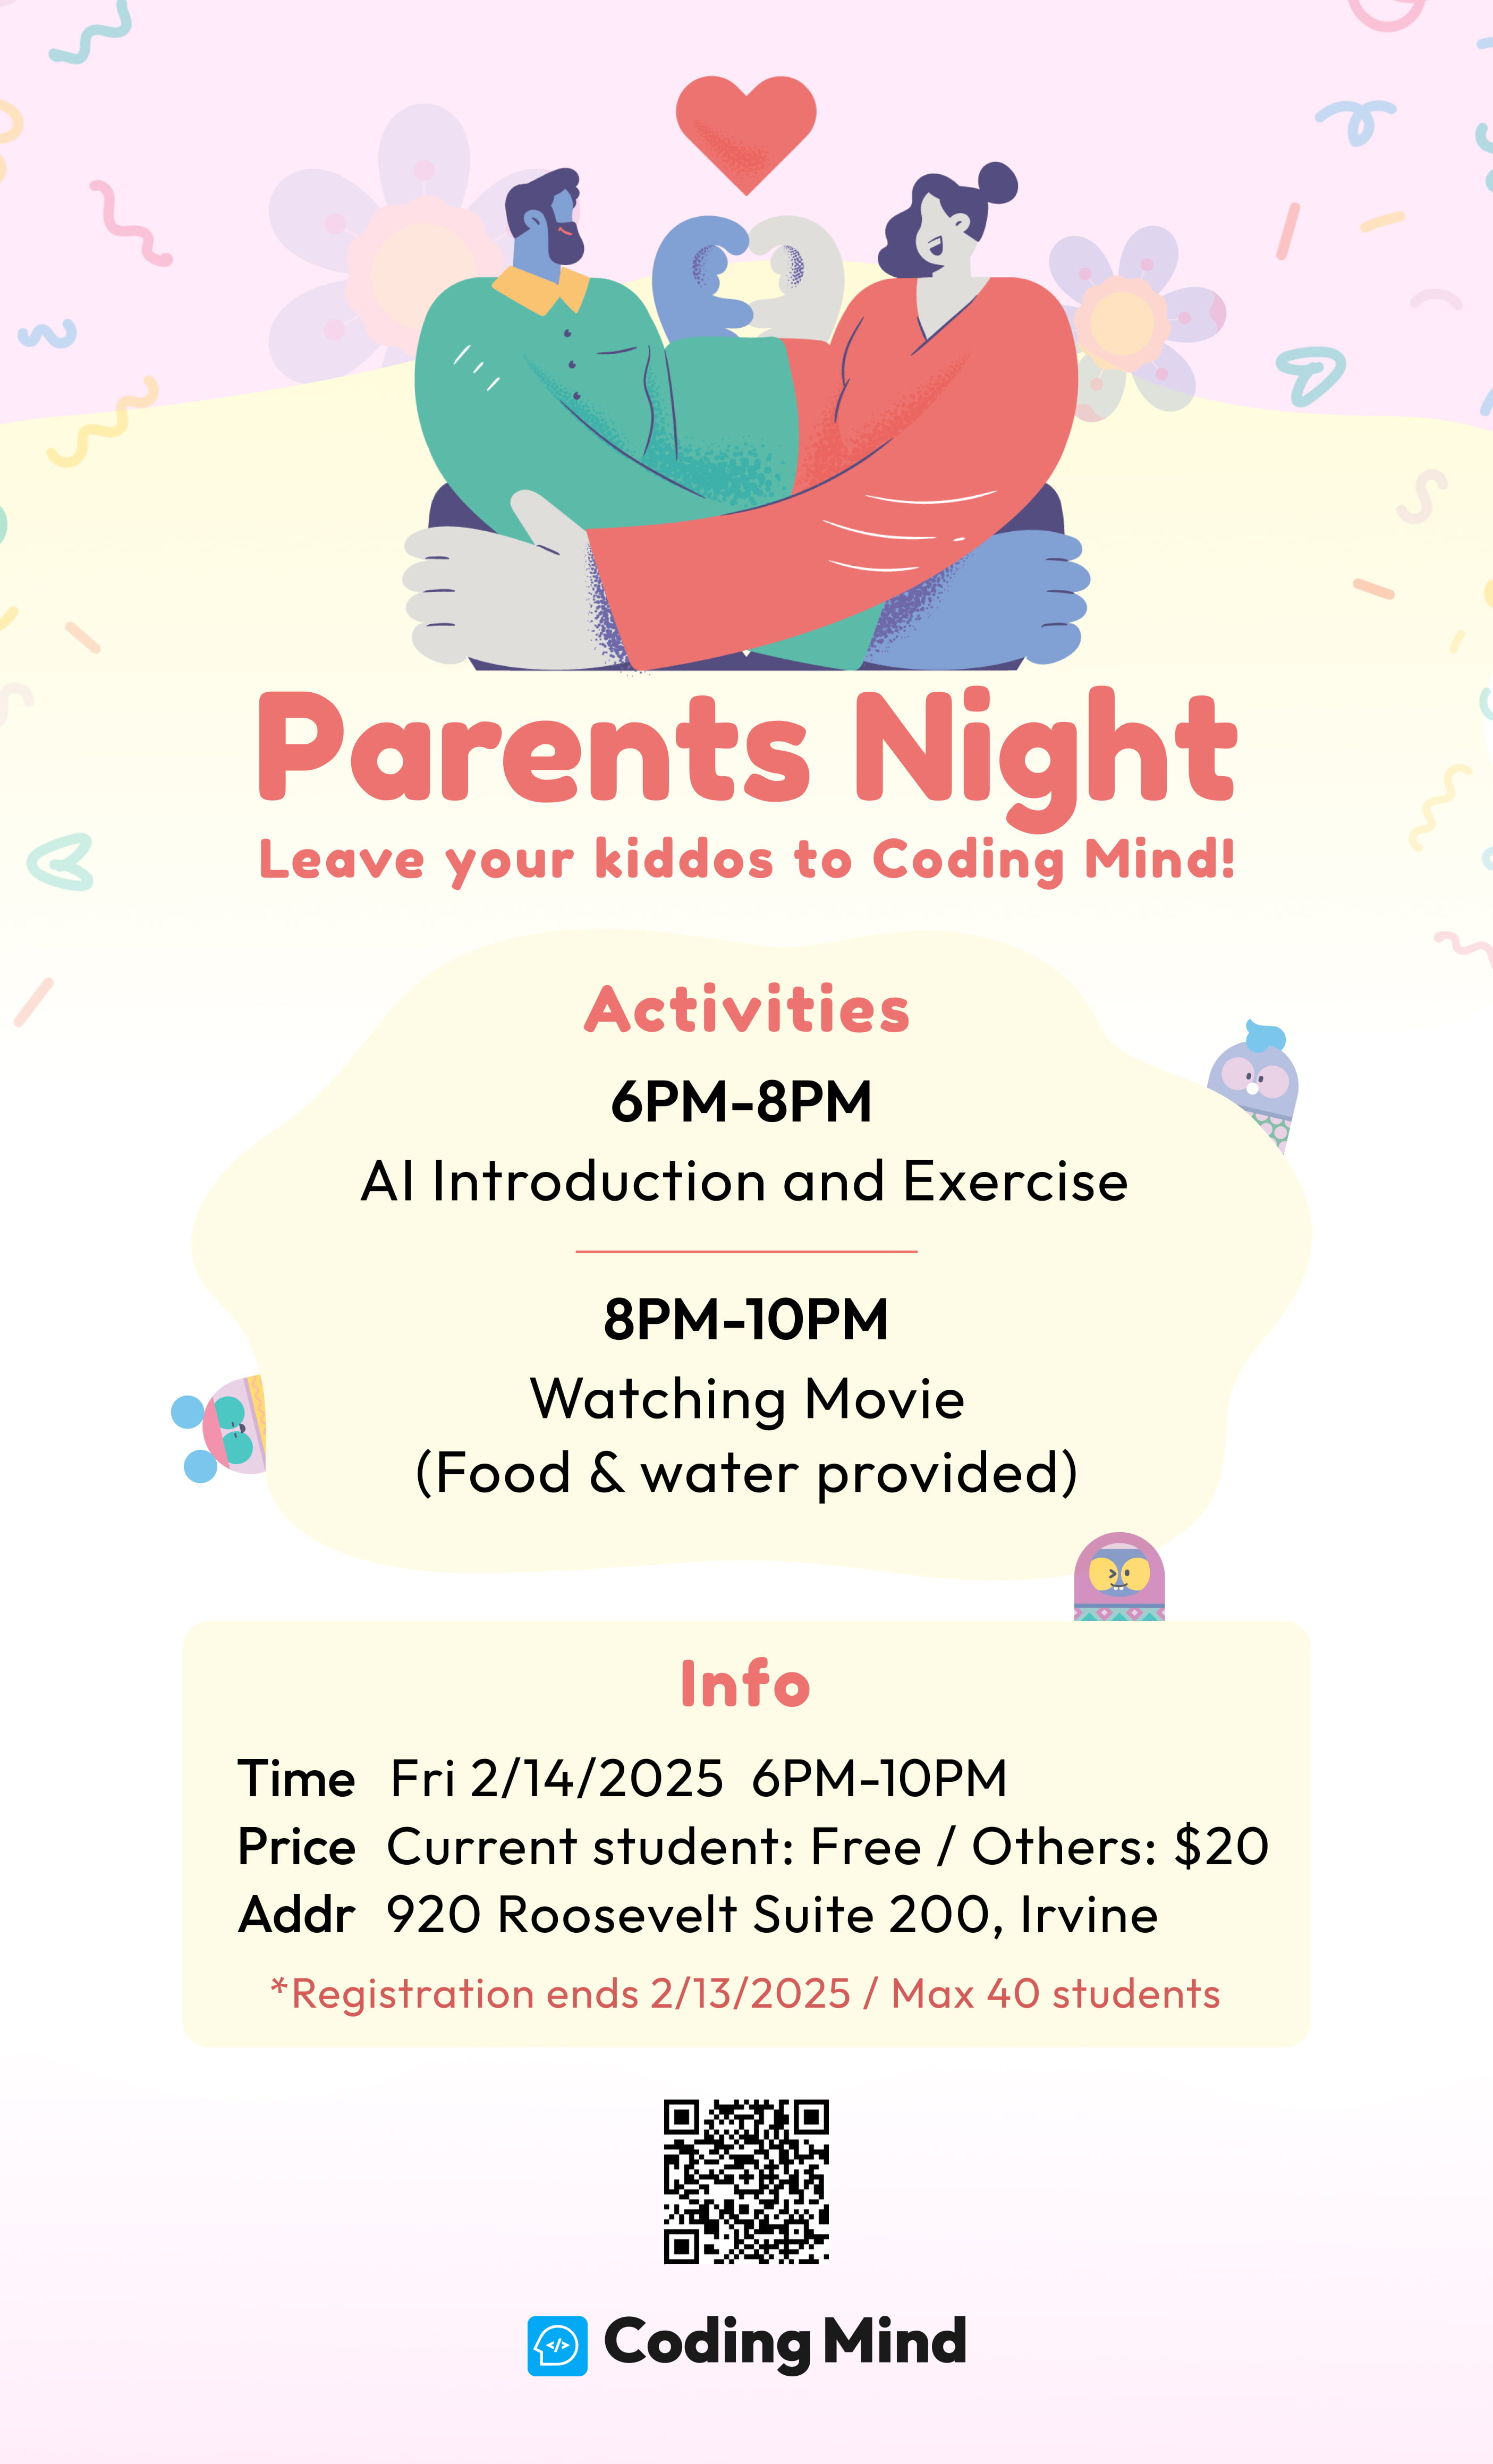 Parents Night
Leave your kiddos to Coding Mind!
Activities
6PM-8PM
AI Introduction and Exercise
8PM-10PM
Watching Movie
(Food & water provided)
Info
Time Fri 2/14/2025 6PM-10PM
Price Current student: Free / Others: $20
Addr 920 Roosevelt Suite 200, Irvine
*Registration ends 2/13/2025 / Max 40 students
</> Coding Mind